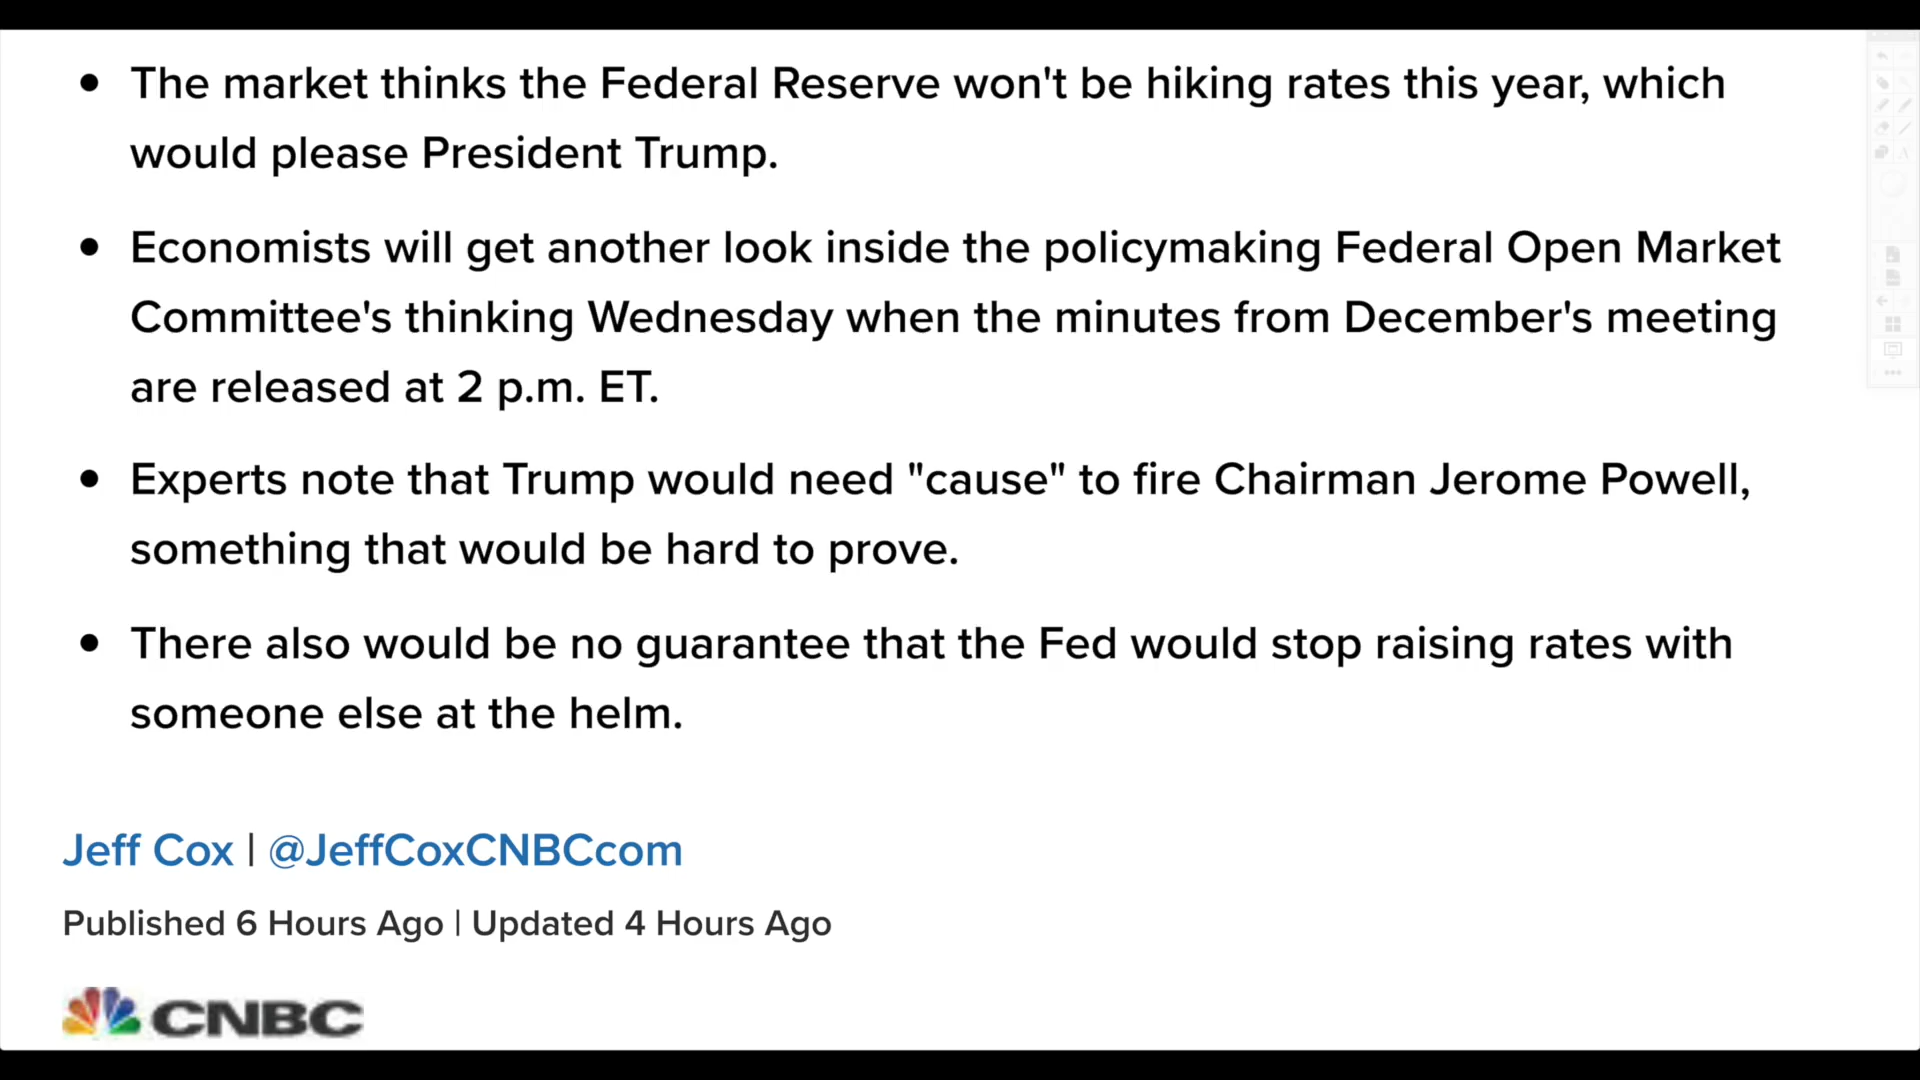 • The market thinks the Federal Reserve won't be hiking rates this year, which
would please President Trump.
• Economists will get another look inside the policymaking Federal Open Market
Committee's thinking Wednesday when the minutes from December's meeting
are released at 2 p.m. ET.
• Experts note that Trump would need "cause" to fire Chairman Jerome Powell,
something that would be hard to prove.
• There also would be no guarantee that the Fed would stop raising rates with
someone else at the helm.
Jeff Cox | @JeffCoxCNBCcom
Published 6 Hours Ago | Updated 4 Hours Ago
CNBC